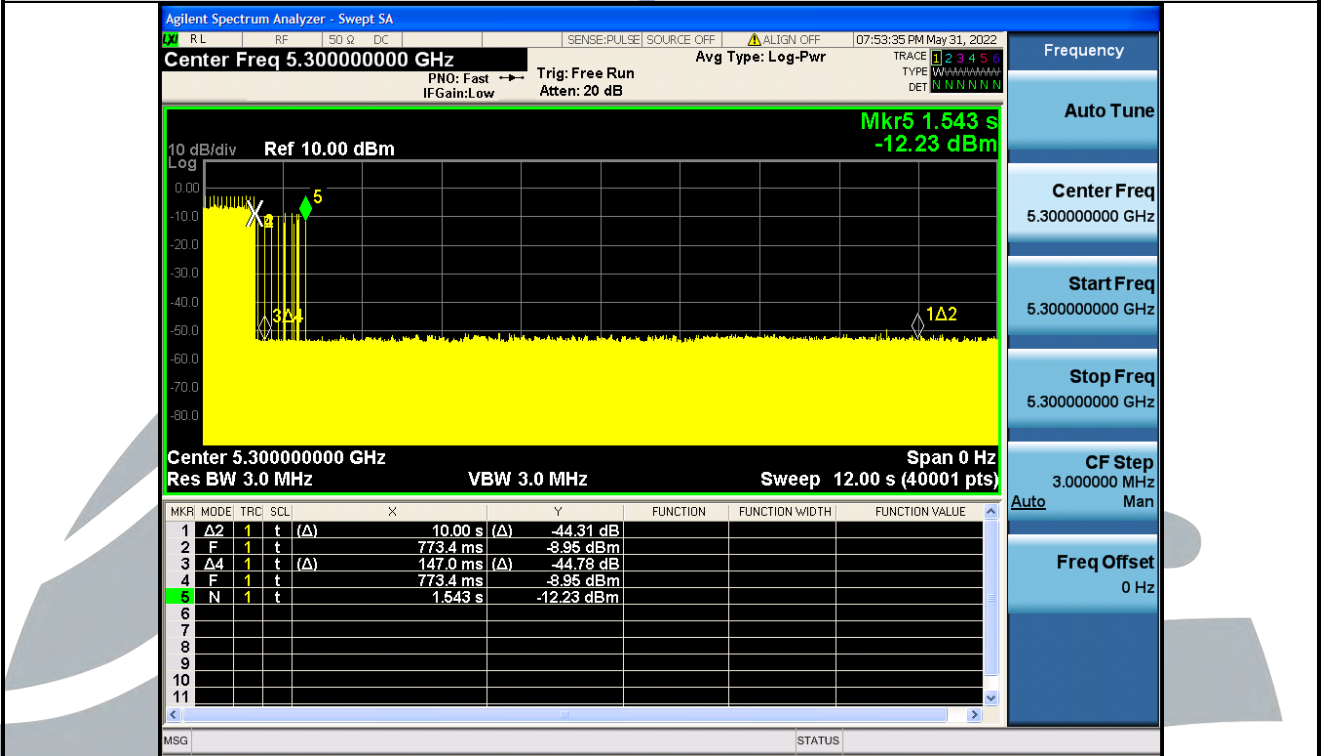 Agilent Spectrum Analyzer - Swept SA
LXI RL RF 50 Ω DC SENSE:PULSE SOURCE OFF ALIGN OFF 07:53:35 PM May 31, 2022
Center Freq 5.300000000 GHz
PNO: Fast
IFGain:Low
Trig: Free Run
Atten: 20 dB
Avg Type: Log-Pwr
TRACE 1 2 3 4 5 6
TYPE W
DET N N N N N N
Mkr5 1.543 s
-12.23 dBm
10 dB/div Ref 10.00 dBm
Log
0.00
-10.0
-20.0
-30.0
-40.0
-50.0
-60.0
-70.0
-80.0
5
3Δ4
1Δ2
Center 5.300000000 GHz Span 0 Hz
Res BW 3.0 MHz VBW 3.0 MHz Sweep 12.00 s (40001 pts)
MKR MODE TRC SCL X Y FUNCTION FUNCTION WIDTH FUNCTION VALUE
1 Δ2 1 t (Δ) 10.00 s (Δ) -44.31 dB
2 F 1 t 773.4 ms -8.95 dBm
3 Δ4 1 t (Δ) 147.0 ms (Δ) -44.78 dB
4 F 1 t 773.4 ms -8.95 dBm
5 N 1 t 1.543 s -12.23 dBm
6
7
8
9
10
11
MSG STATUS
Frequency
Auto Tune
Center Freq
5.300000000 GHz
Start Freq
5.300000000 GHz
Stop Freq
5.300000000 GHz
CF Step
3.000000 MHz
Auto Man
Freq Offset
0 Hz